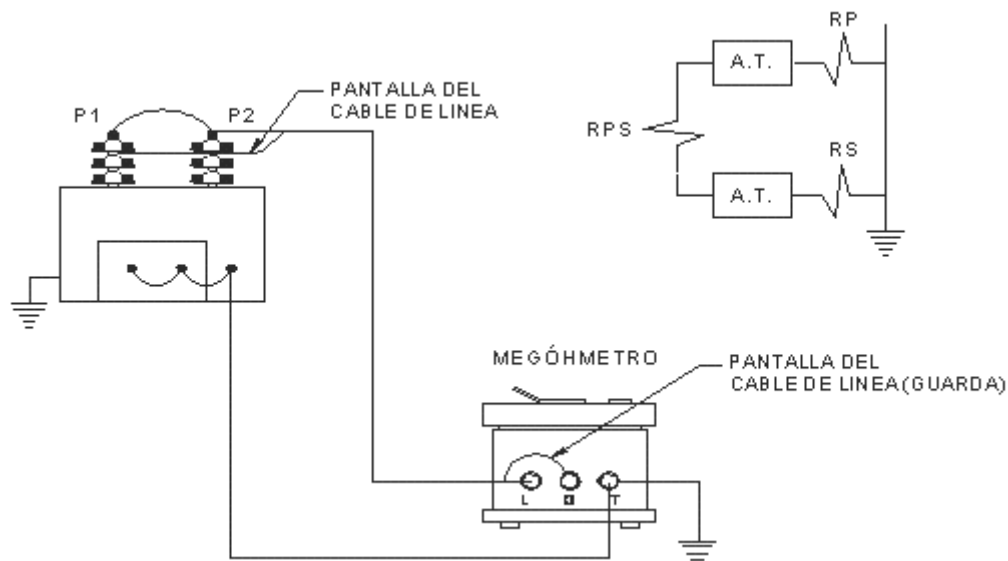 P1
P2
PANTALLA DEL
CABLE DE LINEA
RP
A.T.
RPS
RS
A.T.
MEGÓHMETRO
PANTALLA DEL
CABLE DE LINEA(GUARDA)
L
T